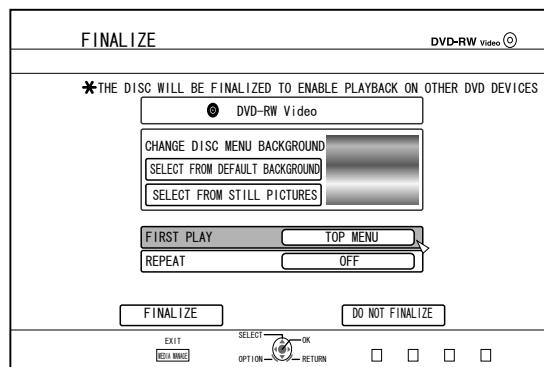 FINALIZE
DVD-RW Video
✱THE DISC WILL BE FINALIZED TO ENABLE PLAYBACK ON OTHER DVD DEVICES
DVD-RW Video
CHANGE DISC MENU BACKGROUND
SELECT FROM DEFAULT BACKGROUND
SELECT FROM STILL PICTURES
FIRST PLAY TOP MENU
REPEAT OFF
FINALIZE DO NOT FINALIZE
EXIT SELECT OK
MEDIA MANAGE OPTION RETURN